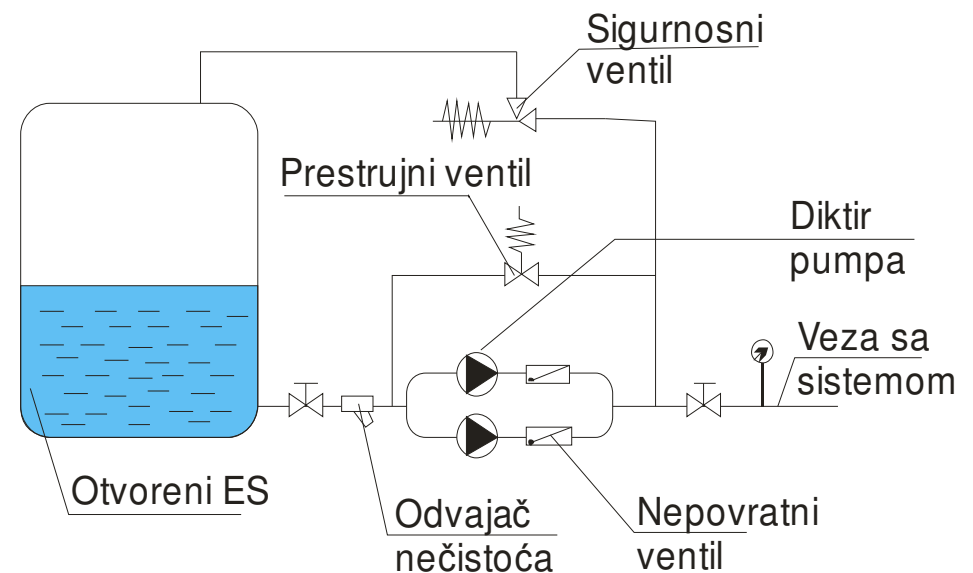 Sigurnosni
ventil
Prestrujni ventil
Diktir
pumpa
Veza sa
sistemom
Otvoreni ES
Odvajač
nečistoća
Nepovratni
ventil